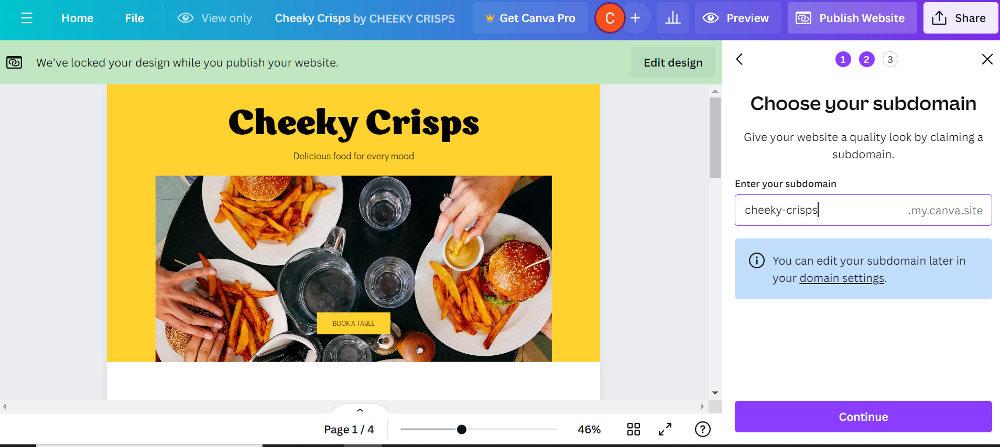 Home File View only Cheeky Crisps by CHEEKY CRISPS Get Canva Pro C + Preview Publish Website Share
We’ve locked your design while you publish your website. Edit design
Cheeky Crisps
Delicious food for every mood
BOOK A TABLE
Page 1 / 4 46% ?
1 2 3
Choose your subdomain
Give your website a quality look by claiming a
subdomain.
Enter your subdomain
cheeky-crisps .my.canva.site
You can edit your subdomain later in
your domain settings.
Continue